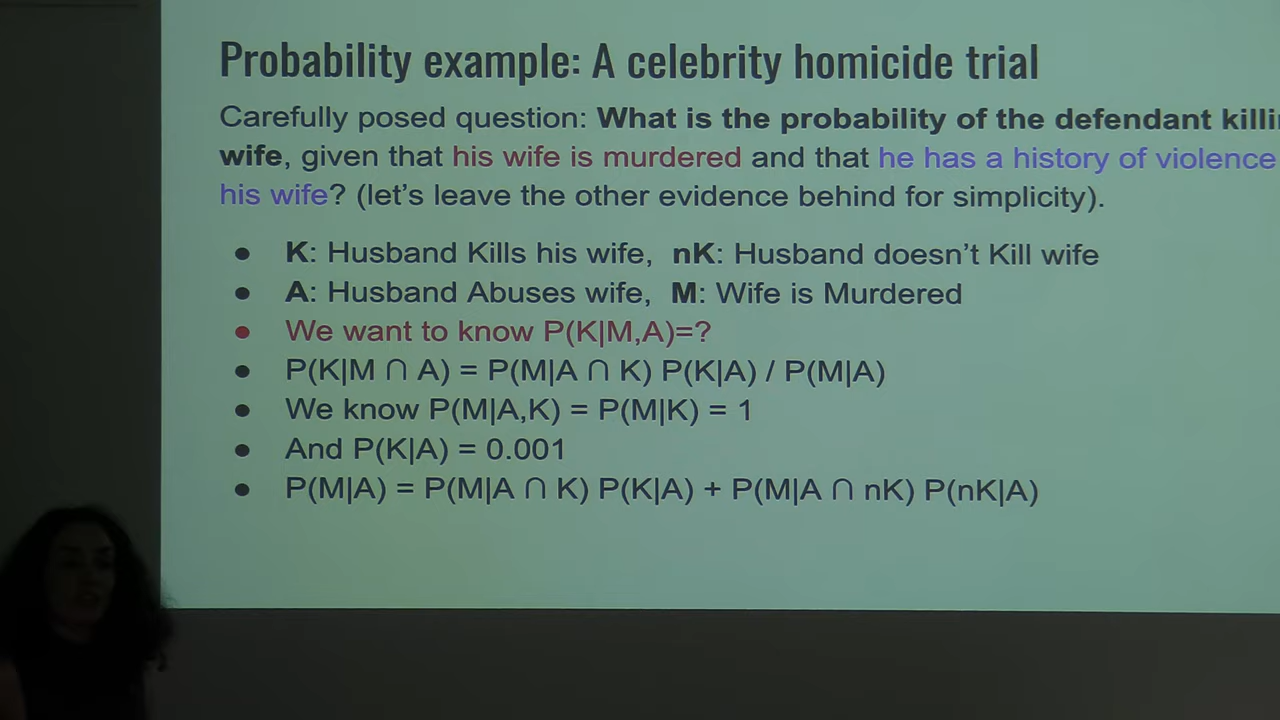 Probability example: A celebrity homicide trial
Carefully posed question: What is the probability of the defendant
wife, given that his wife is murdered and that he has a history of violence
his wife? (let's leave the other evidence behind for simplicity).
● K: Husband Kills his wife, nK: Husband doesn't Kill wife
● A: Husband Abuses wife, M: Wife is Murdered
● We want to know P(K|M,A)=?
● P(K|M ∩ A) = P(M|A ∩ K) P(K|A) / P(M|A)
● We know P(M|A,K) = P(M|K) = 1
● And P(K|A) = 0.001
● P(M|A) = P(M|A ∩ K) P(K|A) + P(M|A ∩ nK) P(nK|A)